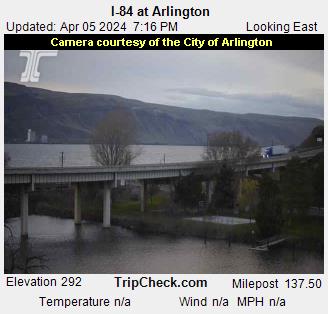 I-84 at Arlington
Updated: Apr 05 2024 7:16 PM Looking East
Camera courtesy of the City of Arlington
Elevation 292 TripCheck.com Milepost 137.50
Temperature n/a Wind n/a MPH n/a